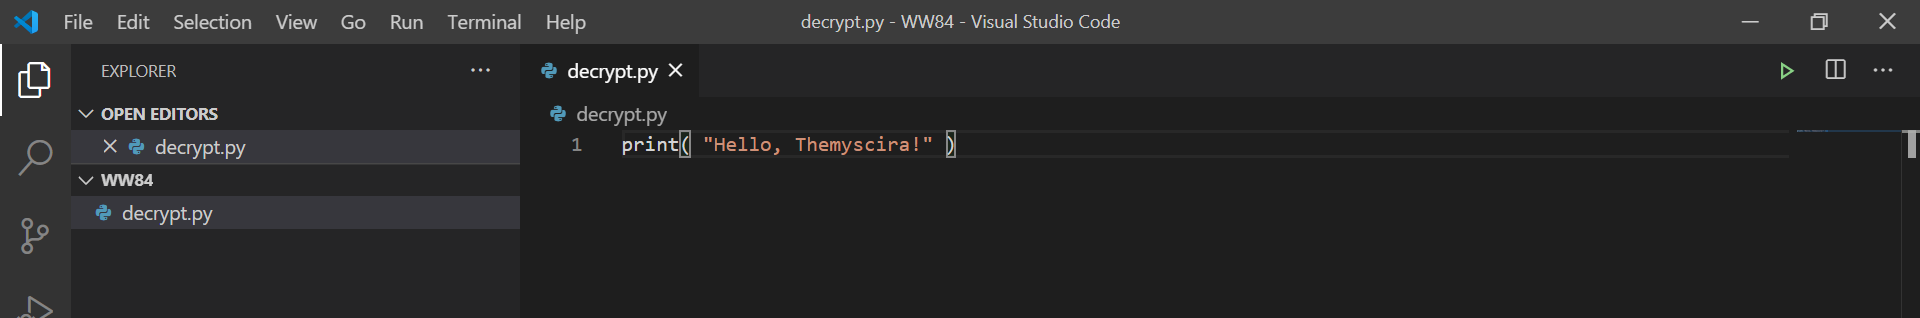 File Edit Selection View Go Run Terminal Help decrypt.py - WW84 - Visual Studio Code
EXPLORER
OPEN EDITORS
decrypt.py
WW84
decrypt.py
decrypt.py
decrypt.py
1 print( "Hello, Themyscira!" )